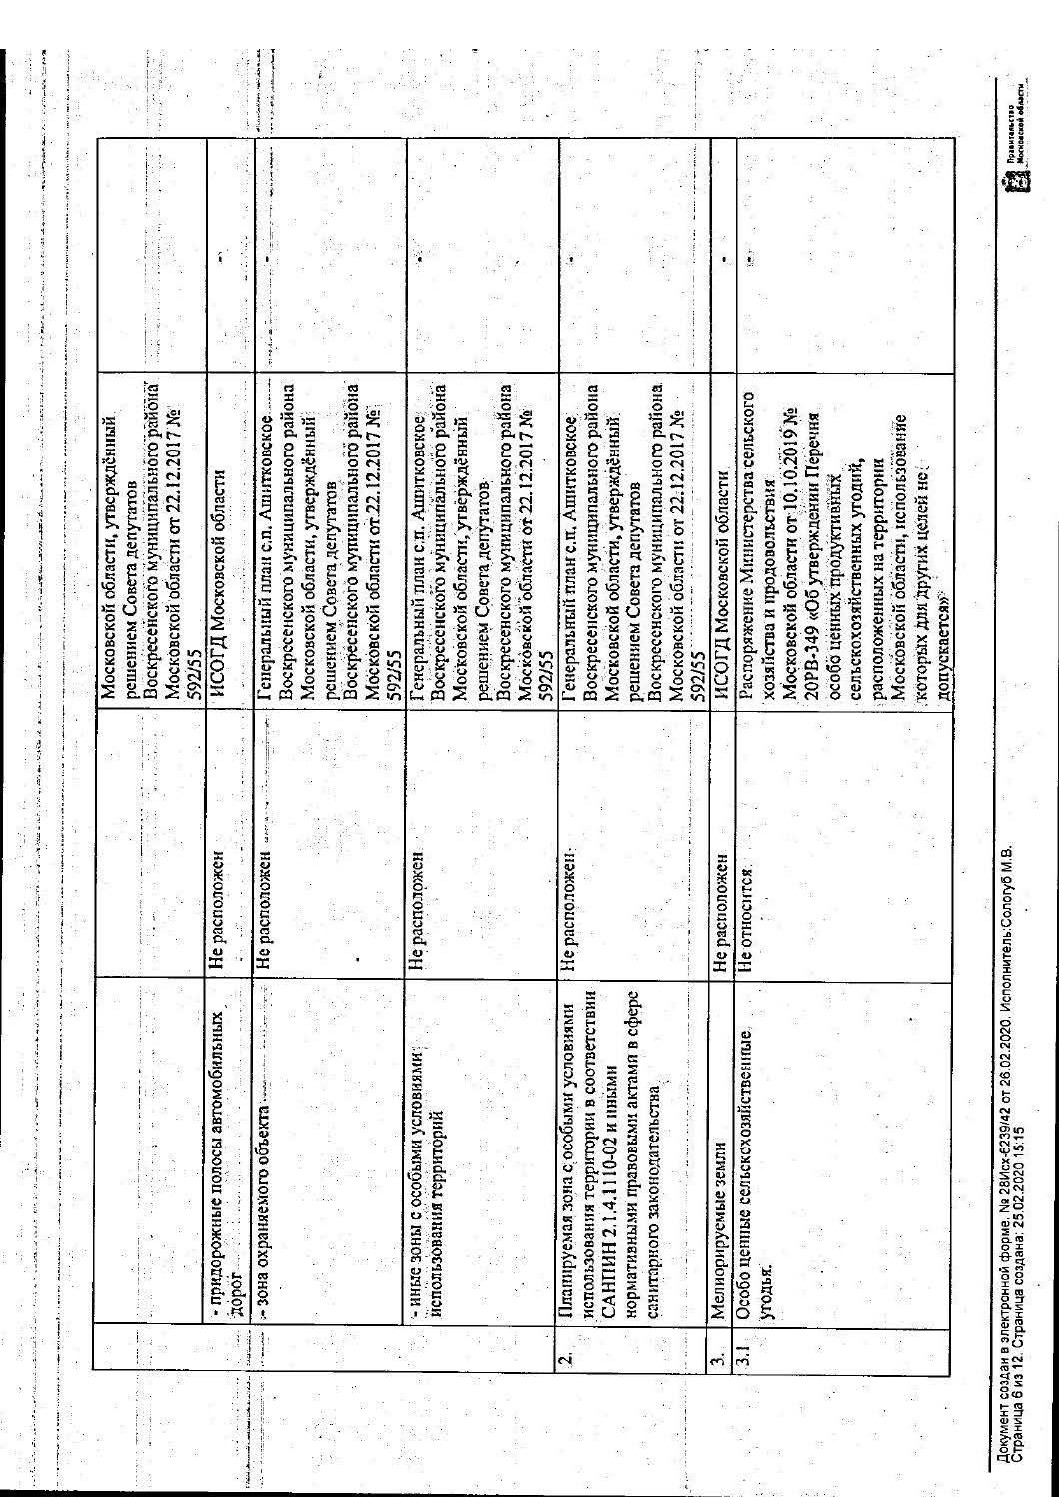 Московской области, утверждённый
решением Совета депутатов
Воскресенского муниципального района
Московской области от 22.12.2017 №
592/55
- придорожные полосы автомобильных
дорог
Не расположен
ИСОГД Московской области
-
- зона охраняемого объекта
Не расположен
Генеральный план с.п. Ашитковское
Воскресенского муниципального района
Московской области, утверждённый
решением Совета депутатов
Воскресенского муниципального района
Московской области от 22.12.2017 №
592/55
-
- иные зоны с особыми условиями
использования территорий
Не расположен
Генеральный план с.п. Ашитковское
Воскресенского муниципального района
Московской области, утверждённый
решением Совета депутатов
Воскресенского муниципального района
Московской области от 22.12.2017 №
592/55
-
2.
Планируемая зона с особыми условиями
использования территории в соответствии
САНПИН 2.1.4.1110-02 и иными
нормативными правовыми актами в сфере
санитарного законодательства
Не расположен
Генеральный план с.п. Ашитковское
Воскресенского муниципального района
Московской области, утверждённый
решением Совета депутатов
Воскресенского муниципального района
Московской области от 22.12.2017 №
592/55
-
3.
Мелиорируемые земли
Не расположен
ИСОГД Московской области
-
3.1
Особо ценные сельскохозяйственные
угодья.
Не относится
Распоряжение Министерства сельского
хозяйства и продовольствия
Московской области от 10.10.2019 №
20РВ-349 «Об утверждении Перечня
особо ценных продуктивных
сельскохозяйственных угодий,
расположенных на территории
Московской области, использование
которых для других целей не
допускается»
-
Документ создан в электронной форме. № 28Исх-6239/42 от 26.02.2020. Исполнитель:Сологуб М.В.
Страница 6 из 12. Страница создана: 25.02.2020 15:15
Правительство
Московской области